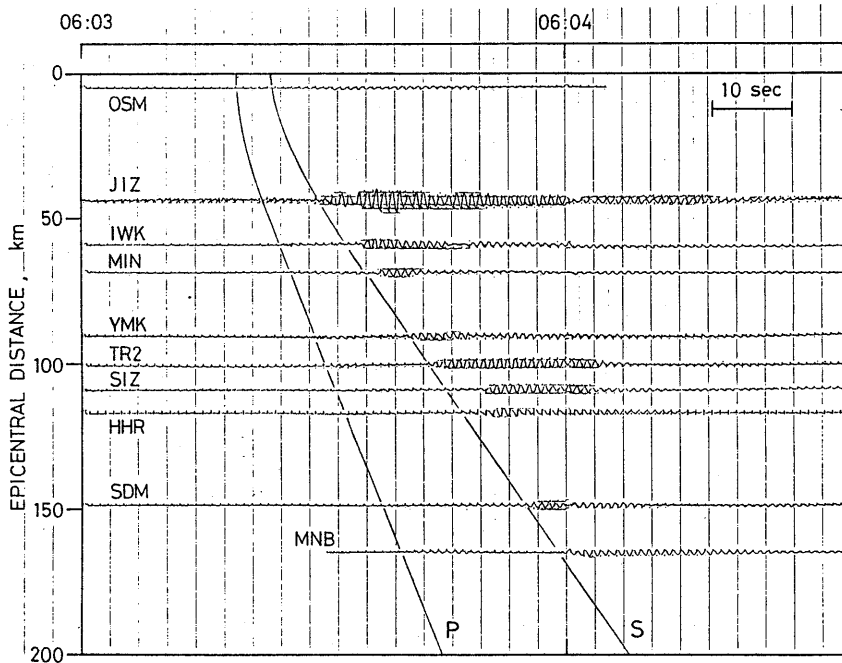 06:03
06:04
0
10 sec
OSM
JIZ
50
IWK
MIN
YMK
100
TR2
SIZ
HHR
SDM
150
MNB
P
S
200
EPICENTRAL DISTANCE, km